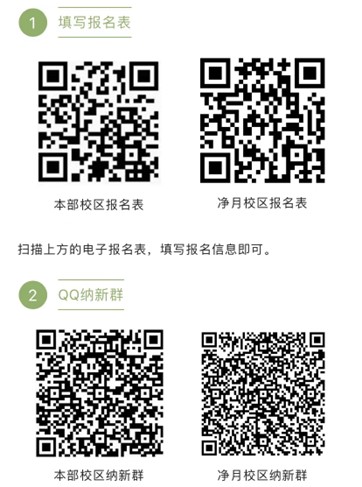 1 填写报名表
本部校区报名表 净月校区报名表
扫描上方的电子报名表，填写报名信息即可。
2 QQ纳新群
本部校区纳新群 净月校区纳新群